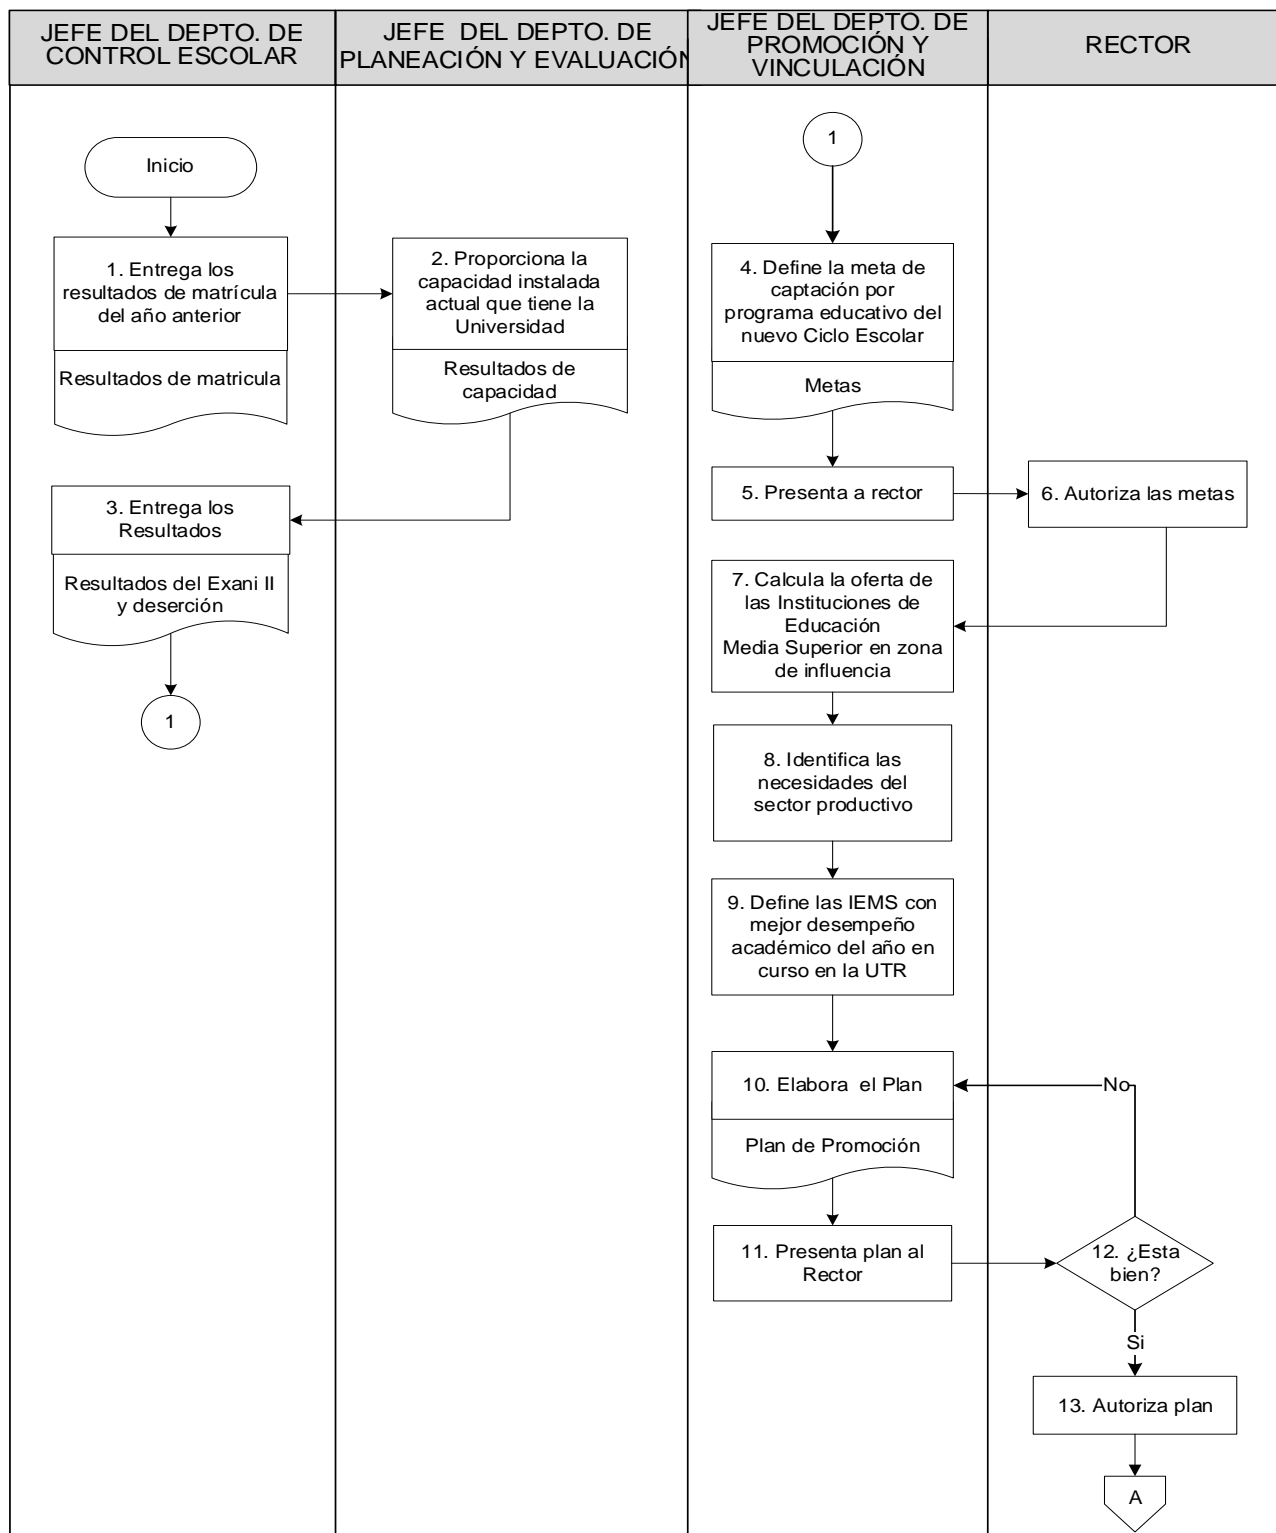 JEFE DEL DEPTO. DE
CONTROL ESCOLAR
JEFE DEL DEPTO. DE
PLANEACIÓN Y EVALUACIÓN
JEFE DEL DEPTO. DE
PROMOCIÓN Y
VINCULACIÓN
RECTOR
Inicio
1. Entrega los
resultados de matrícula
del año anterior
Resultados de matricula
2. Proporciona la
capacidad instalada
actual que tiene la
Universidad
Resultados de
capacidad
3. Entrega los
Resultados
Resultados del Exani II
y deserción
1
1
4. Define la meta de
captación por
programa educativo del
nuevo Ciclo Escolar
Metas
5. Presenta a rector
6. Autoriza las metas
7. Calcula la oferta de
las Instituciones de
Educación
Media Superior en zona
de influencia
8. Identifica las
necesidades del
sector productivo
9. Define las IEMS con
mejor desempeño
académico del año en
curso en la UTR
10. Elabora el Plan
Plan de Promoción
No
11. Presenta plan al
Rector
12. ¿Esta
bien?
Si
13. Autoriza plan
A